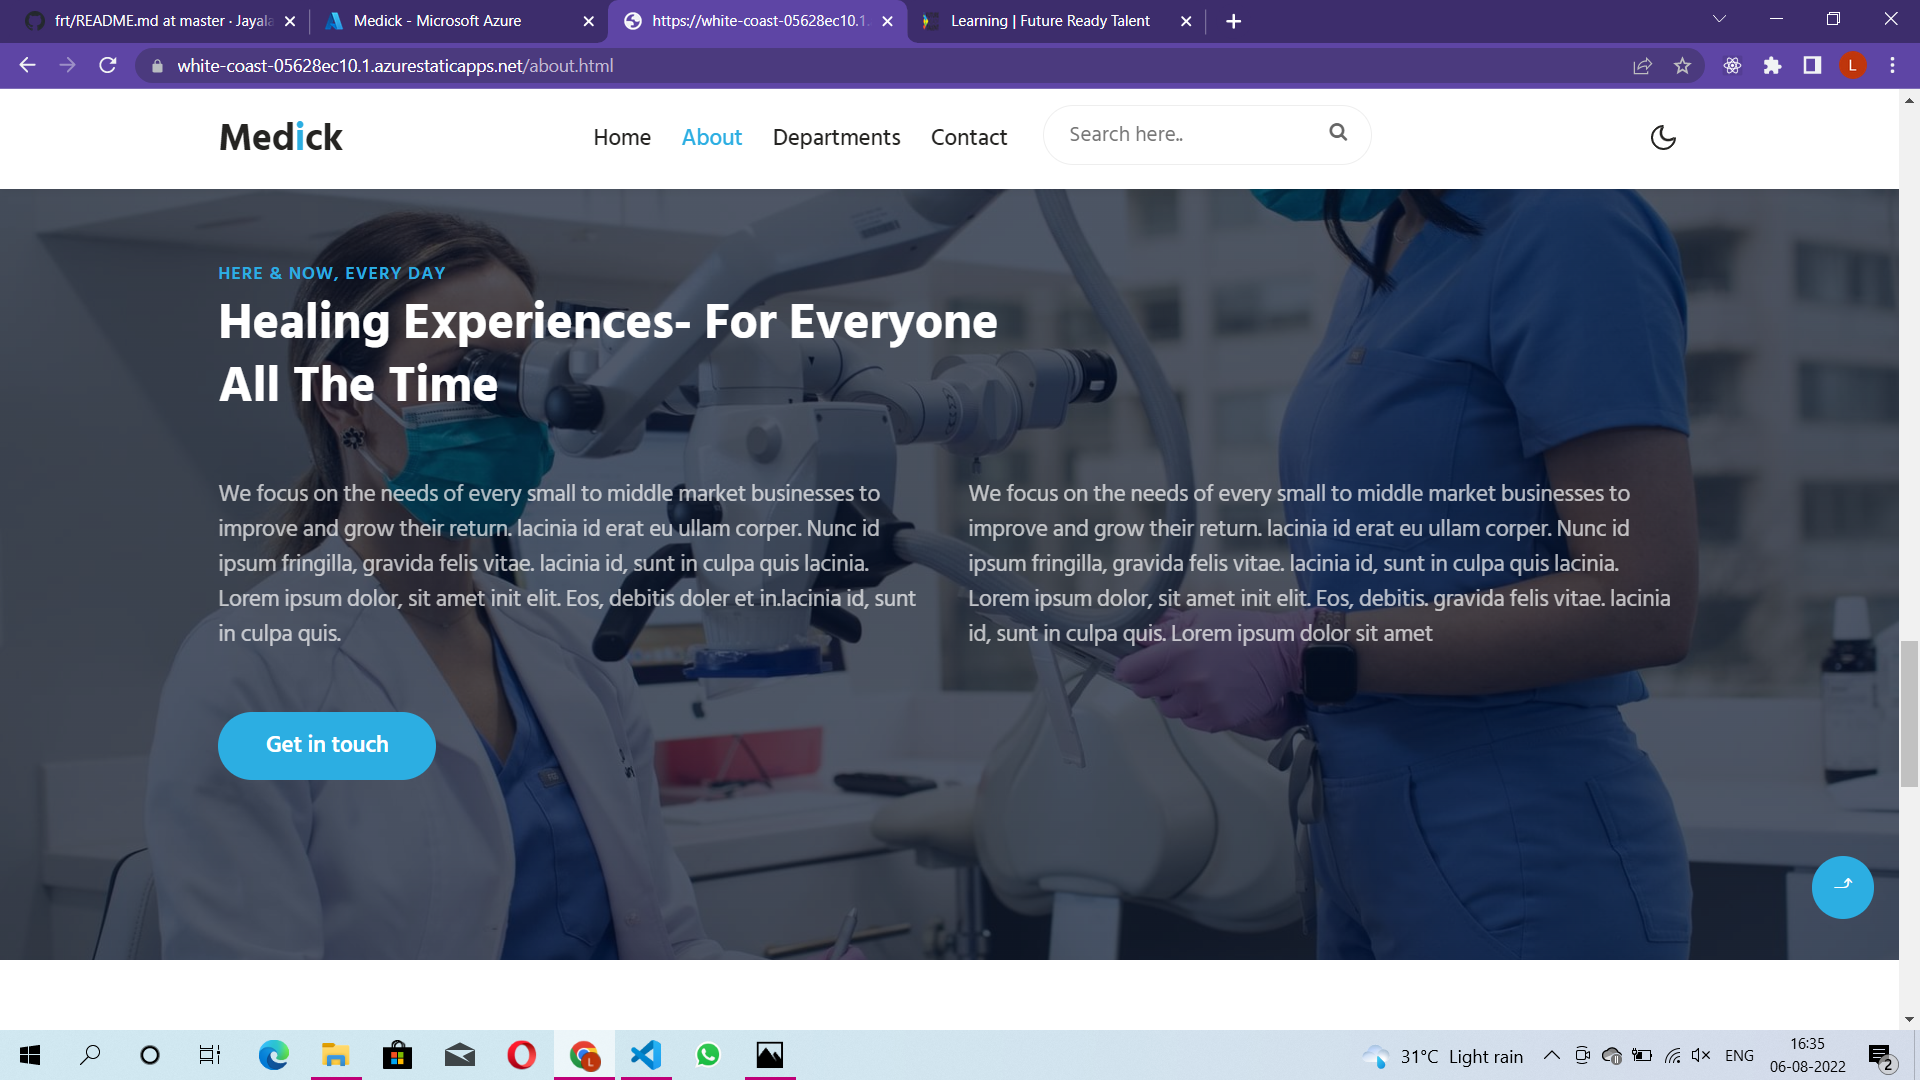 frt/README.md at master · Jayala
Medick - Microsoft Azure
https://white-coast-05628ec10.1.
Learning | Future Ready Talent
white-coast-05628ec10.1.azurestaticapps.net/about.html
L
Medick
Home
About
Departments
Contact
Search here..
HERE & NOW, EVERY DAY
Healing Experiences- For Everyone
All The Time
We focus on the needs of every small to middle market businesses to
improve and grow their return. lacinia id erat eu ullam corper. Nunc id
ipsum fringilla, gravida felis vitae. lacinia id, sunt in culpa quis lacinia.
Lorem ipsum dolor, sit amet init elit. Eos, debitis doler et in.lacinia id, sunt
in culpa quis.
We focus on the needs of every small to middle market businesses to
improve and grow their return. lacinia id erat eu ullam corper. Nunc id
ipsum fringilla, gravida felis vitae. lacinia id, sunt in culpa quis lacinia.
Lorem ipsum dolor, sit amet init elit. Eos, debitis. gravida felis vitae. lacinia
id, sunt in culpa quis. Lorem ipsum dolor sit amet
Get in touch
L
31°C Light rain
ENG
16:35
06-08-2022
2